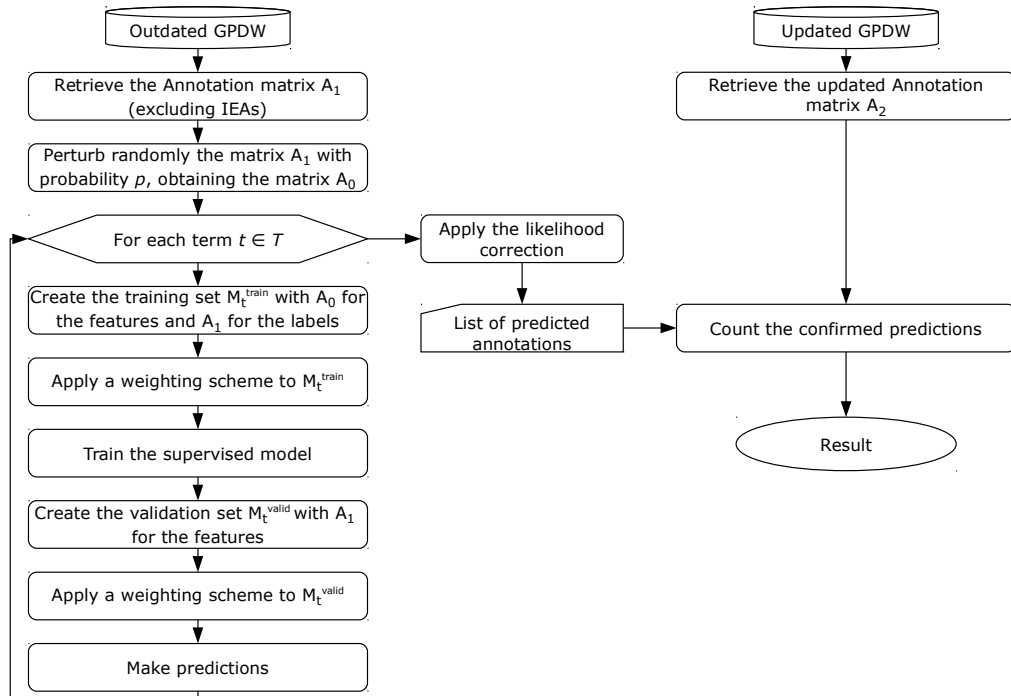 Outdated GPDW
Retrieve the Annotation matrix A₁
(excluding IEAs)
Perturb randomly the matrix A₁ with
probability p, obtaining the matrix A₀
For each term t ∈ T
Create the training set Mₜᵗʳᵃⁱⁿ with A₀ for
the features and A₁ for the labels
Apply a weighting scheme to Mₜᵗʳᵃⁱⁿ
Train the supervised model
Create the validation set Mₜᵛᵃˡⁱᵈ with A₁
for the features
Apply a weighting scheme to Mₜᵛᵃˡⁱᵈ
Make predictions
Apply the likelihood
correction
List of predicted
annotations
Updated GPDW
Retrieve the updated Annotation
matrix A₂
Count the confirmed predictions
Result